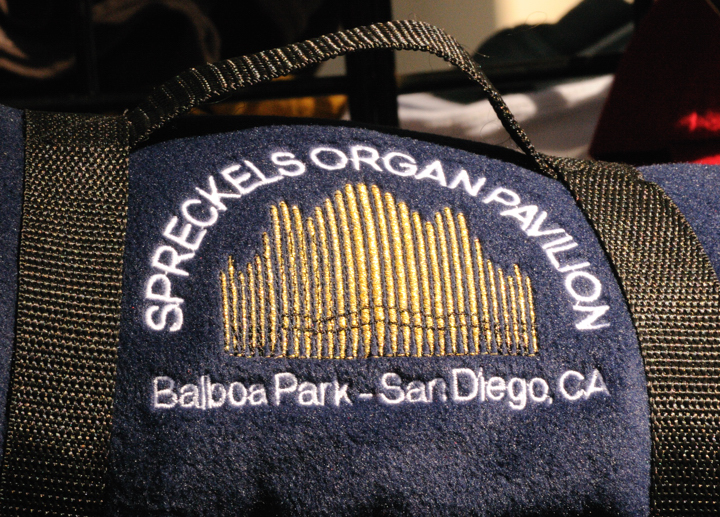 SPRECKELS ORGAN PAVILION
Balboa Park - San Diego, CA